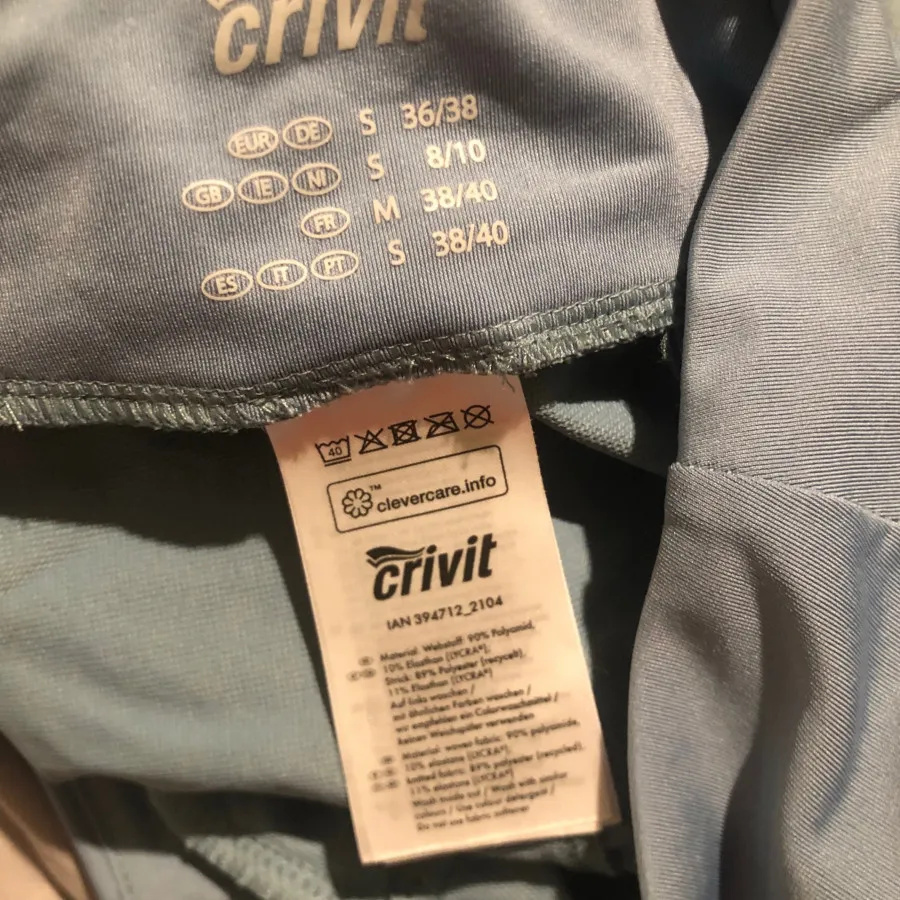 crivit
EUR DE S 36/38
GB IE NI S 8/10
FR M 38/40
ES IT PT S 38/40
40
™ clevercare.info
crivit
IAN 394712_2104
Material: Webstoff: 90% Polyamid,
10% Elasthan (LYCRA®),
Strick: 89% Polyester (recycelt),
11% Elasthan (LYCRA®)
Auf links waschen /
mit ähnlichen Farben waschen /
wir empfehlen ein Colorwaschmittel /
keinen Weichspüler verwenden
Material: woven fabric: 90% polyamide,
10% elastane (LYCRA®),
knitted fabric: 89% polyester (recycled),
11% elastane (LYCRA®)
Wash inside out / Wash with similar
colours / Use colour detergent /
Do not use fabric softener